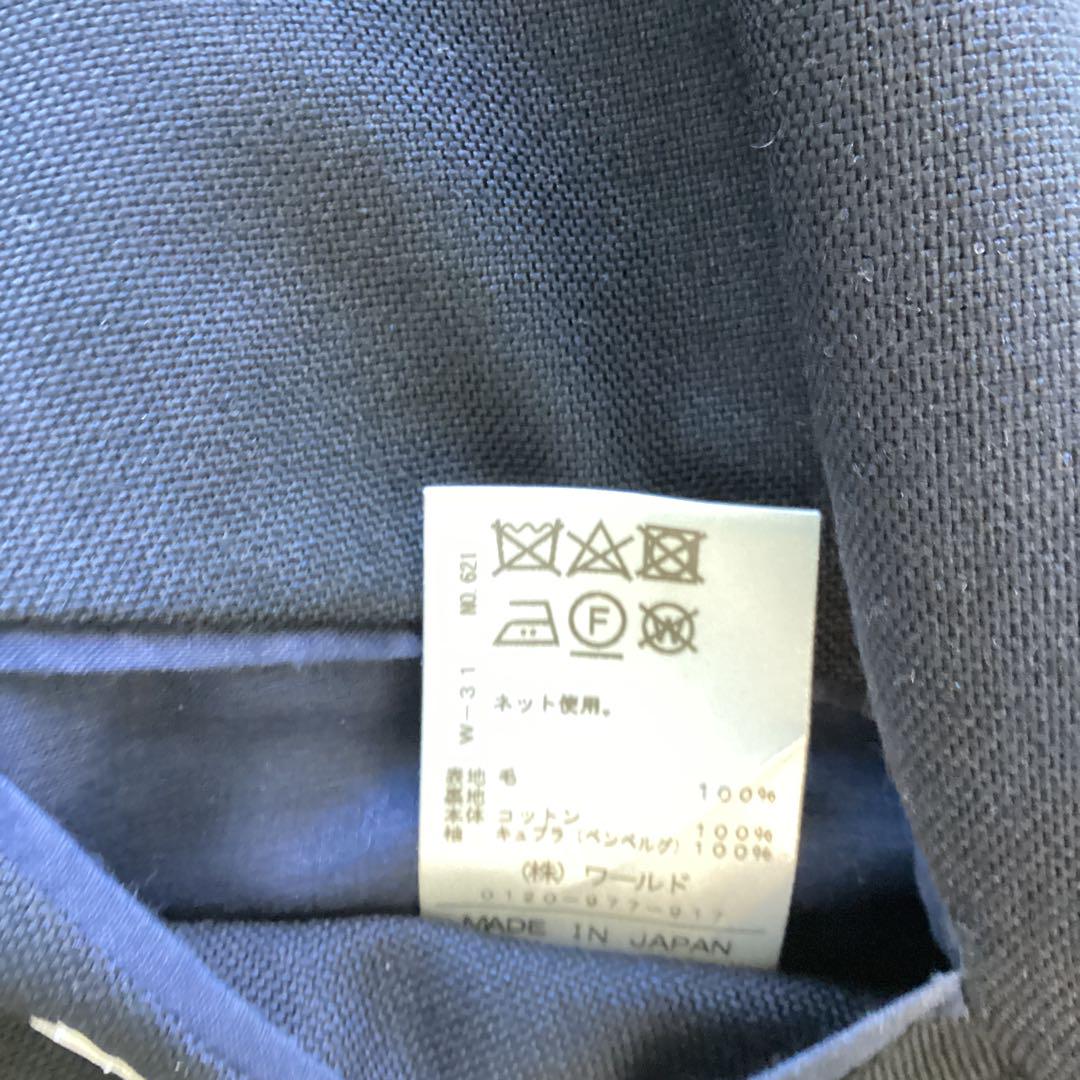 W-31 NO.621
F
W
ネット使用。
表地 毛 100%
裏地
本体 コットン 100%
袖 キュプラ(ベンベルグ) 100%
(株) ワールド
0120-977-917
MADE IN JAPAN